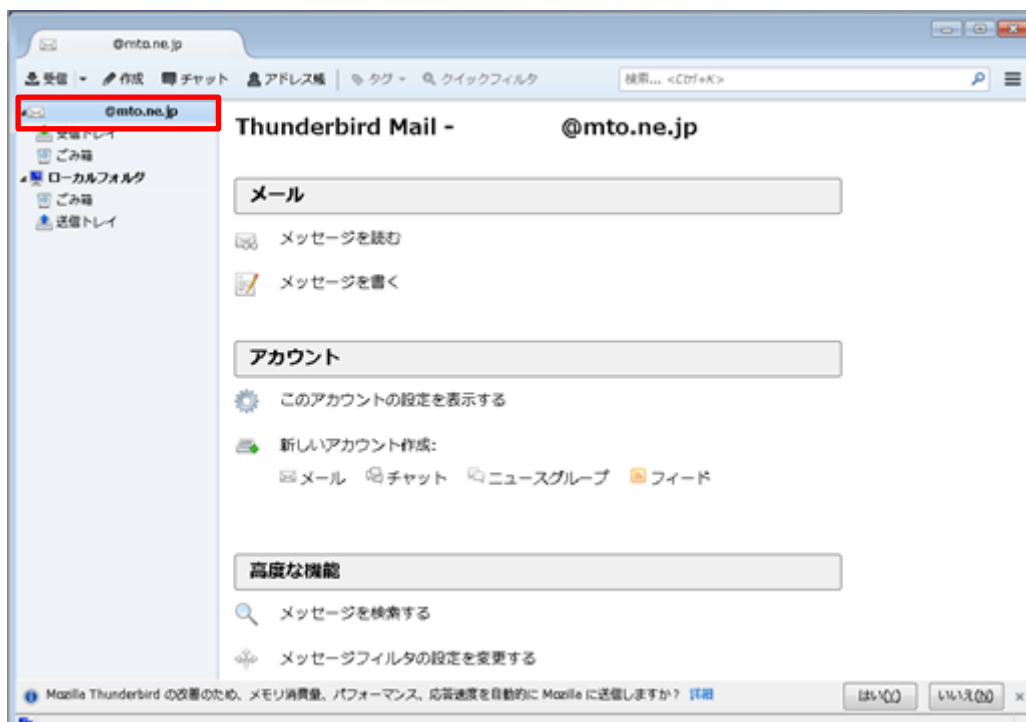 @mto.ne.jp
受信 作成 チャット アドレス帳 タグ クイックフィルタ 検索... <Ctrl+K>
@mto.ne.jp
受信トレイ
ごみ箱
ローカルフォルダ
ごみ箱
送信トレイ
Thunderbird Mail - @mto.ne.jp
メール
メッセージを読む
メッセージを書く
アカウント
このアカウントの設定を表示する
新しいアカウント作成:
メール チャット ニュースグループ フィード
高度な機能
メッセージを検索する
メッセージフィルタの設定を変更する
Mozilla Thunderbird の改善のため、メモリ消費量、パフォーマンス、応答速度を自動的に Mozilla に送信しますか? 詳細 はい(Y) いいえ(N)